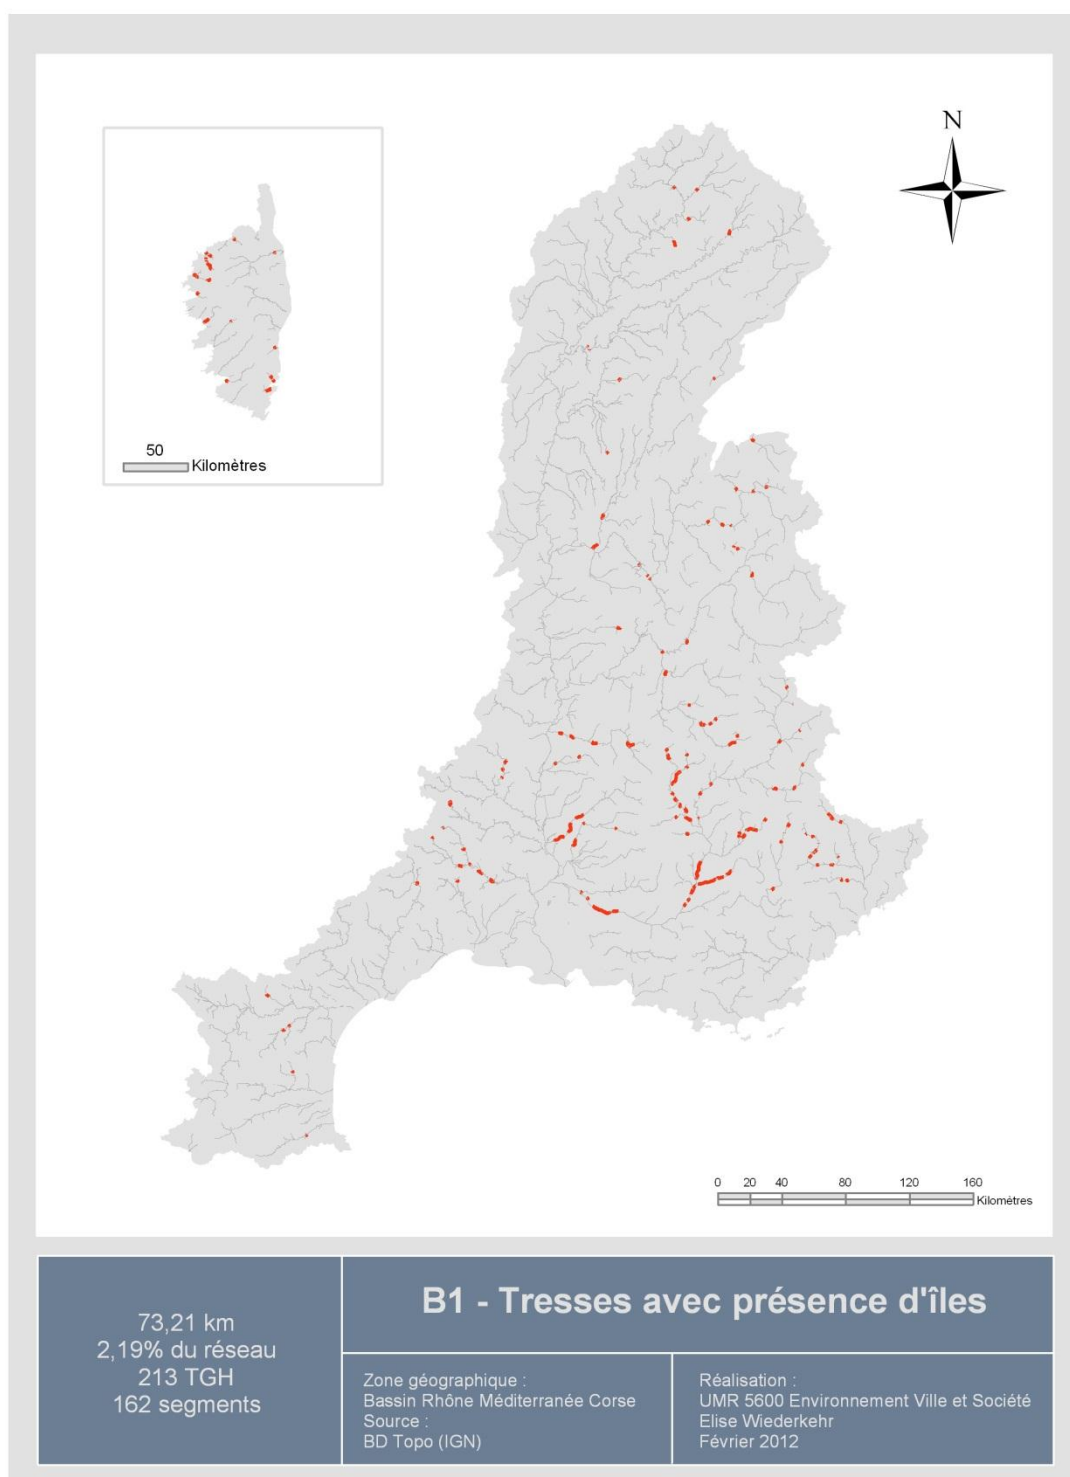 N
50
Kilomètres
0 20 40 80 120 160
Kilométres
73,21 km
2,19% du réseau
213 TGH
162 segments
B1 - Tresses avec présence d'îles
Zone géographique :
Bassin Rhône Méditerranée Corse
Source :
BD Topo (IGN)
Réalisation :
UMR 5600 Environnement Ville et Société
Elise Wiederkehr
Février 2012